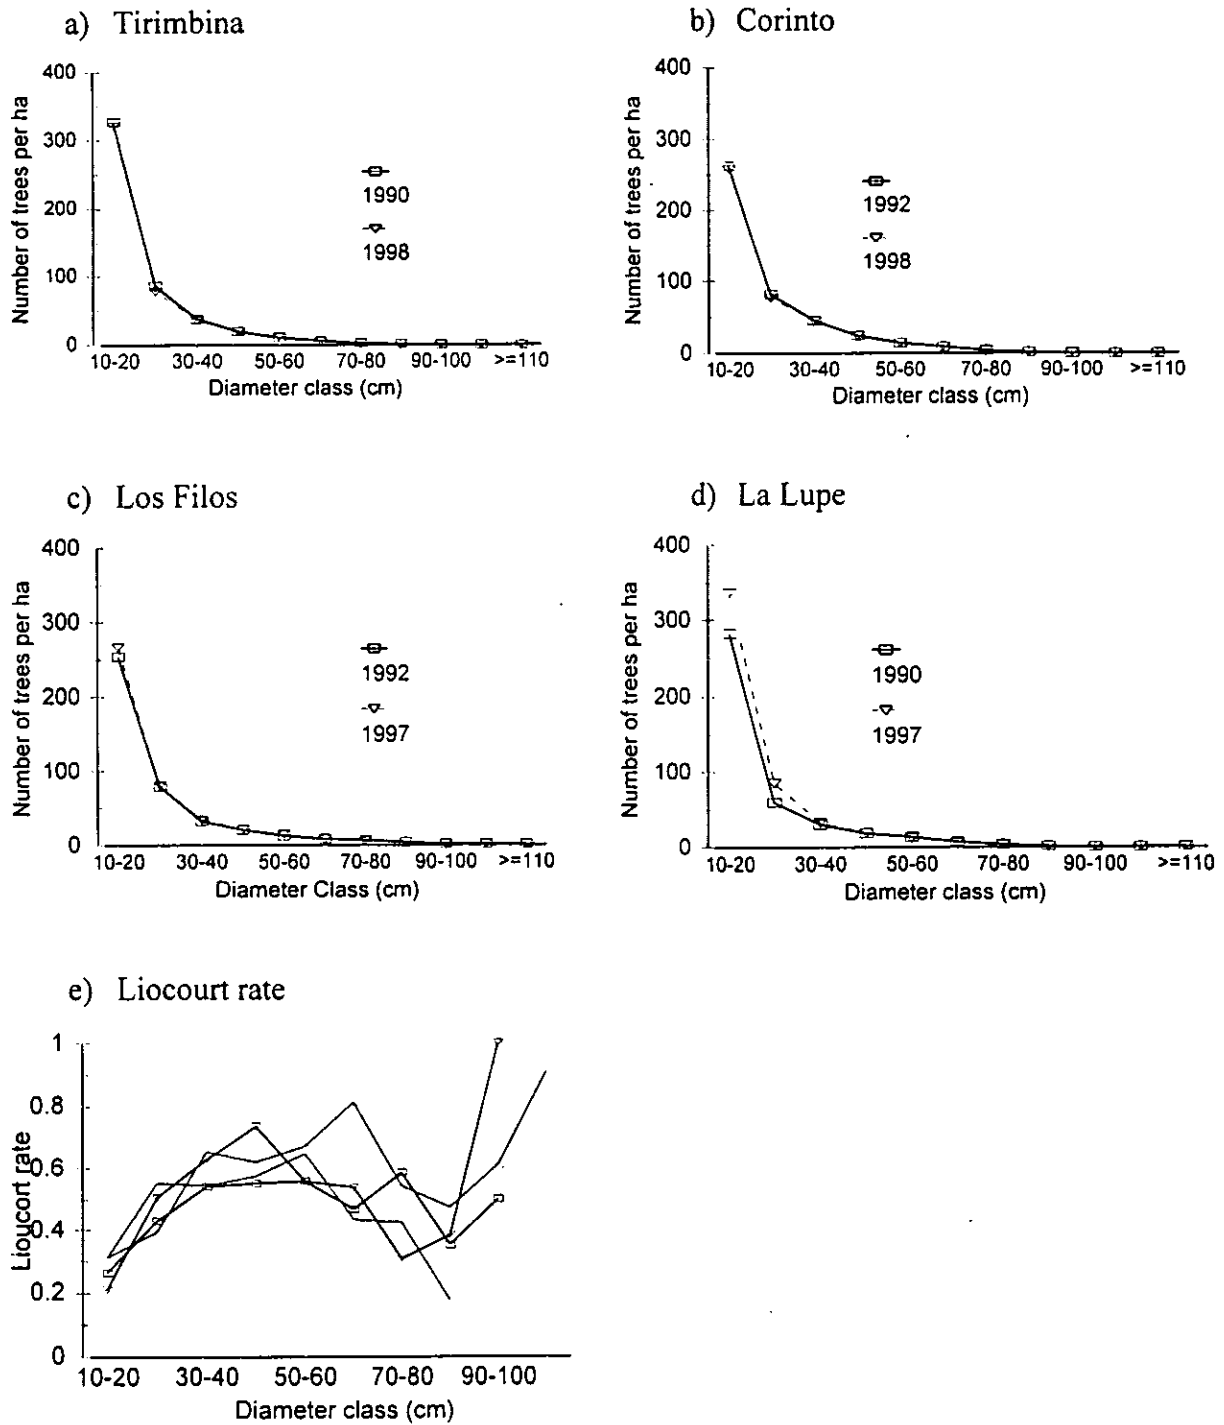 a) Tirimbina
Number of trees per ha
400
300
200
100
0
1990
1998
10-20 30-40 50-60 70-80 90-100 >=110
Diameter class (cm)
b) Corinto
Number of trees per ha
400
300
200
100
0
1992
1998
10-20 30-40 50-60 70-80 90-100 >=110
Diameter class (cm)
c) Los Filos
Number of trees per ha
400
300
200
100
0
1992
1997
10-20 30-40 50-60 70-80 90-100 >=110
Diameter Class (cm)
d) La Lupe
Number of trees per ha
400
300
200
100
0
1990
1997
10-20 30-40 50-60 70-80 90-100 >=110
Diameter class (cm)
e) Liocourt rate
Lioucort rate
1
0.8
0.6
0.4
0.2
0
10-20 30-40 50-60 70-80 90-100
Diameter class (cm)